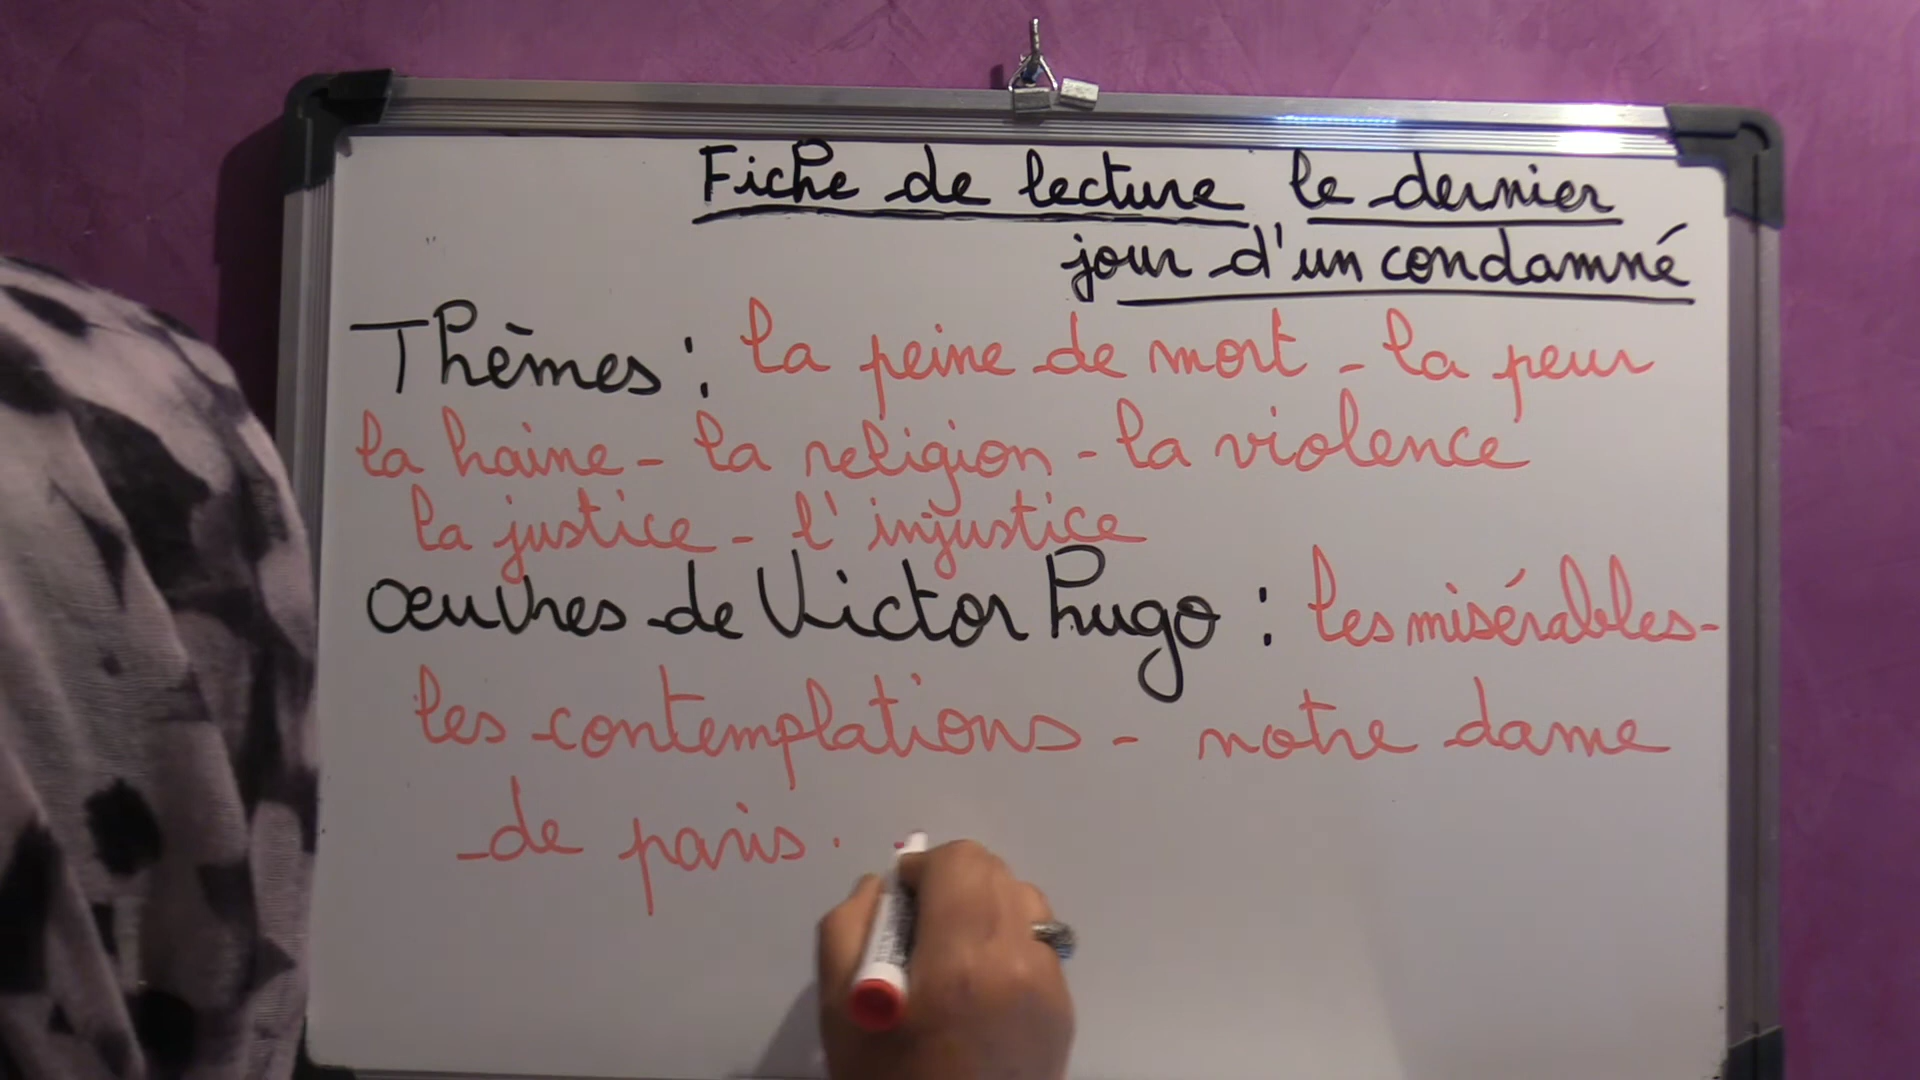 Fiche de lecture le dernier
jour d'un condamné
Thèmes : la peine de mort - la peur
la haine - la religion - la violence
la justice - l'injustice
Œuvres de Victor Hugo : les misérables -
les contemplations - notre dame
de paris.